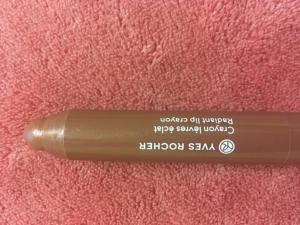 YVES ROCHER
Crayon lèvres éclat
Radiant lip crayon